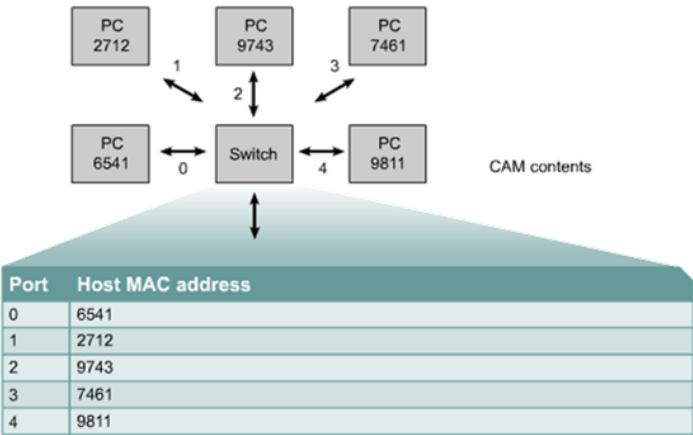 PC
2712
PC
9743
PC
7461
1
2
3
PC
6541
0
Switch
4
PC
9811
CAM contents
Port Host MAC address
0 6541
1 2712
2 9743
3 7461
4 9811